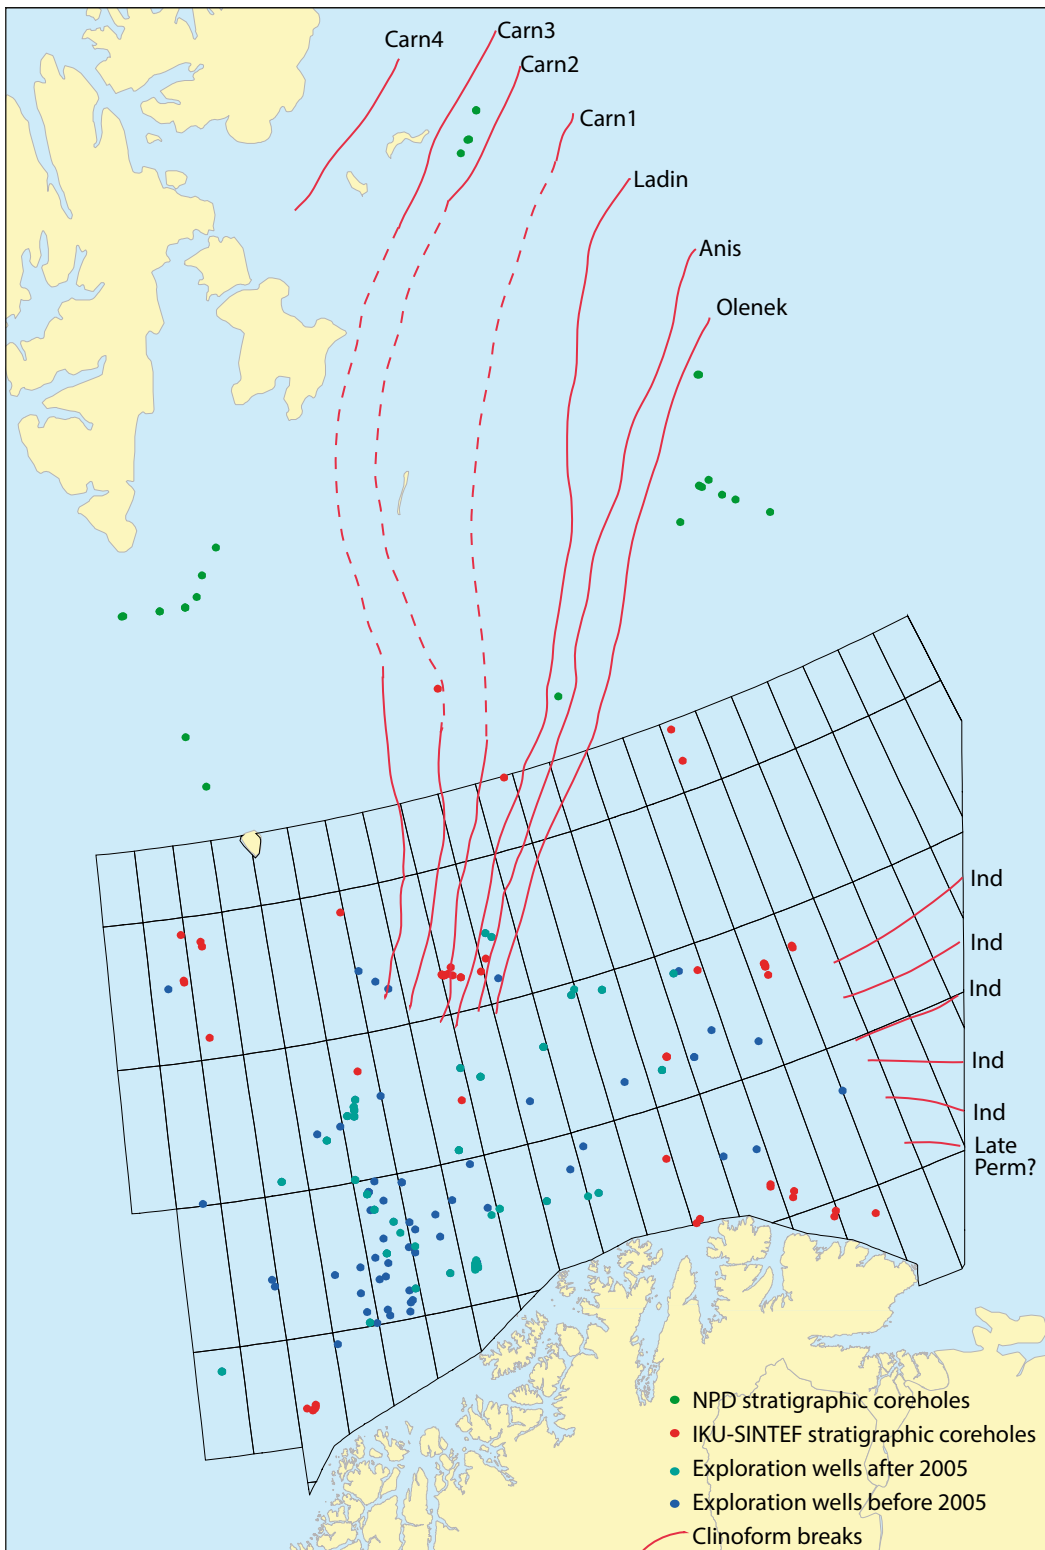 Carn4
Carn3
Carn2
Carn1
Ladin
Anis
Olenek
Ind
Ind
Ind
Ind
Ind
Late
Perm?
NPD stratigraphic coreholes
IKU-SINTEF stratigraphic coreholes
Exploration wells after 2005
Exploration wells before 2005
Clinoform breaks